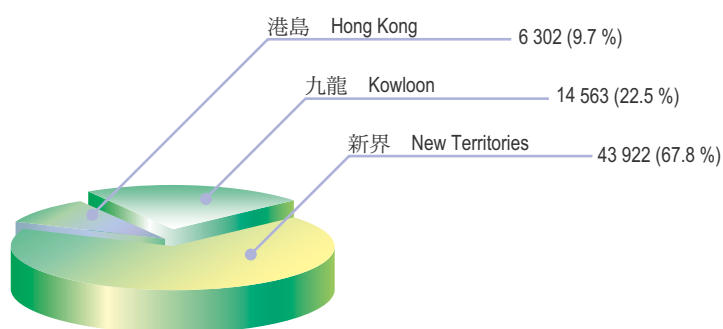 港島 Hong Kong 6 302 (9.7 %)
九龍 Kowloon 14 563 (22.5 %)
新界 New Territories 43 922 (67.8 %)